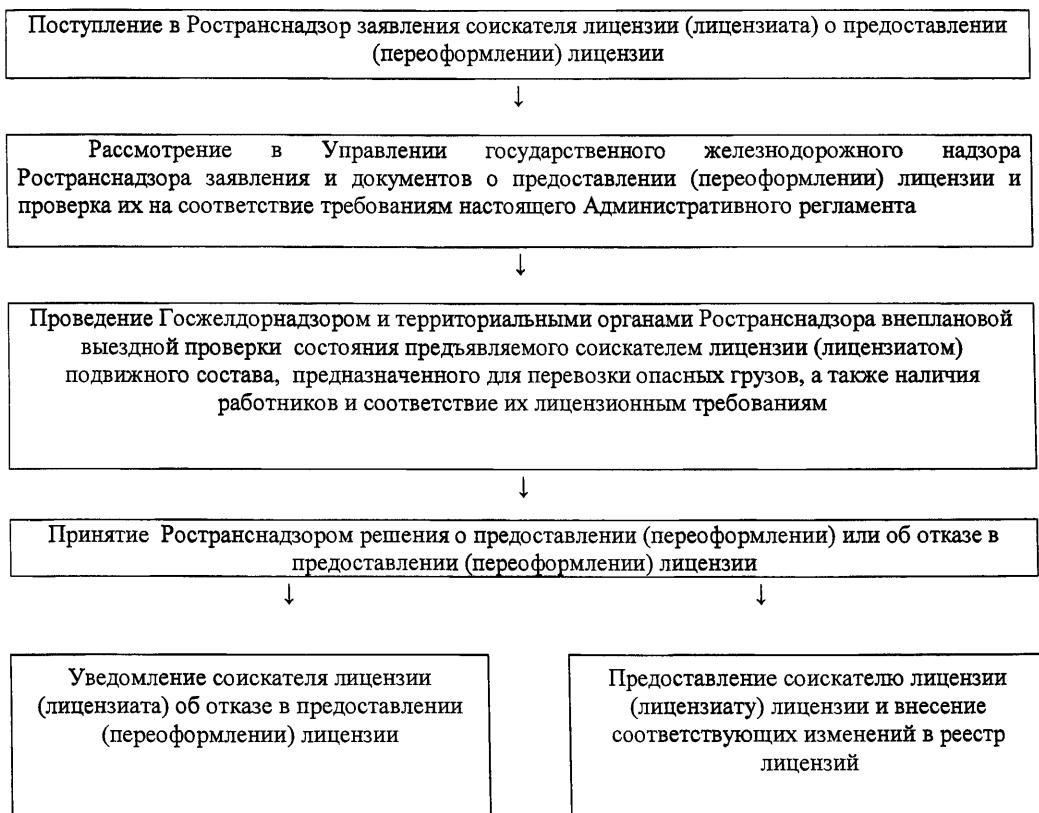 Поступление в Ространснадзор заявления соискателя лицензии (лицензиата) о предоставлении
(переоформлении) лицензии
↓
Рассмотрение в Управлении государственного железнодорожного надзора
Ространснадзора заявления и документов о предоставлении (переоформлении) лицензии и
проверка их на соответствие требованиям настоящего Административного регламента
↓
Проведение Госжелдорнадзором и территориальными органами Ространснадзора внеплановой
выездной проверки состояния предъявляемого соискателем лицензии (лицензиатом)
подвижного состава, предназначенного для перевозки опасных грузов, а также наличия
работников и соответствие их лицензионным требованиям
↓
Принятие Ространснадзором решения о предоставлении (переоформлении) или об отказе в
предоставлении (переоформлении) лицензии
↓ ↓
Уведомление соискателя лицензии
(лицензиата) об отказе в предоставлении
(переоформлении) лицензии
Предоставление соискателю лицензии
(лицензиату) лицензии и внесение
соответствующих изменений в реестр
лицензий